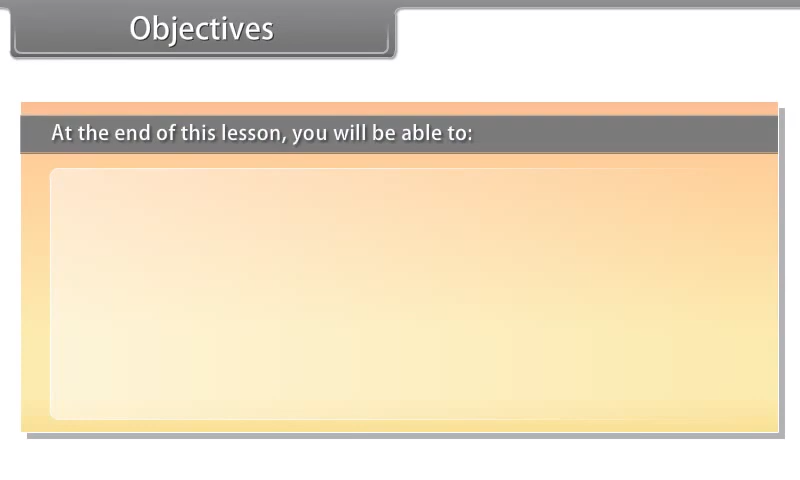 Objectives
At the end of this lesson, you will be able to: